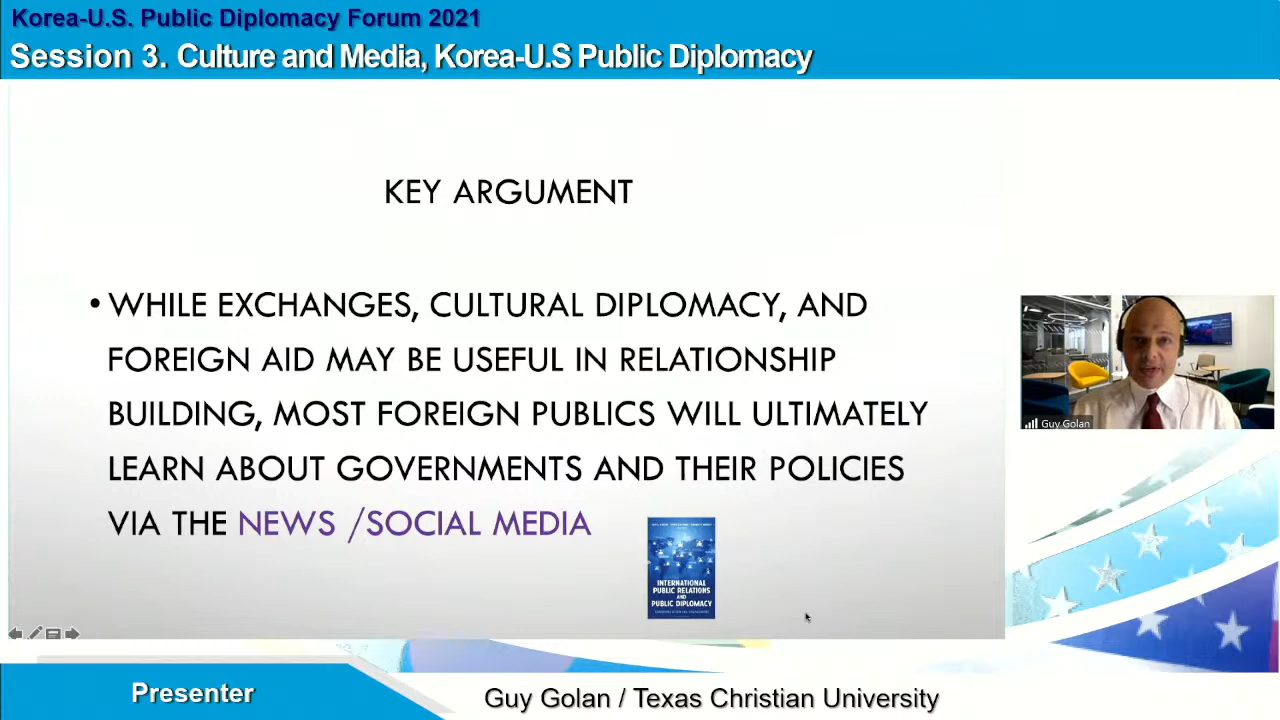 Korea-U.S. Public Diplomacy Forum 2021
Session 3. Culture and Media, Korea-U.S Public Diplomacy
KEY ARGUMENT
• WHILE EXCHANGES, CULTURAL DIPLOMACY, AND
FOREIGN AID MAY BE USEFUL IN RELATIONSHIP
BUILDING, MOST FOREIGN PUBLICS WILL ULTIMATELY
LEARN ABOUT GOVERNMENTS AND THEIR POLICIES
VIA THE NEWS /SOCIAL MEDIA
INTERNATIONAL
PUBLIC RELATIONS
AND
PUBLIC DIPLOMACY
Guy Golan
Presenter
Guy Golan / Texas Christian University